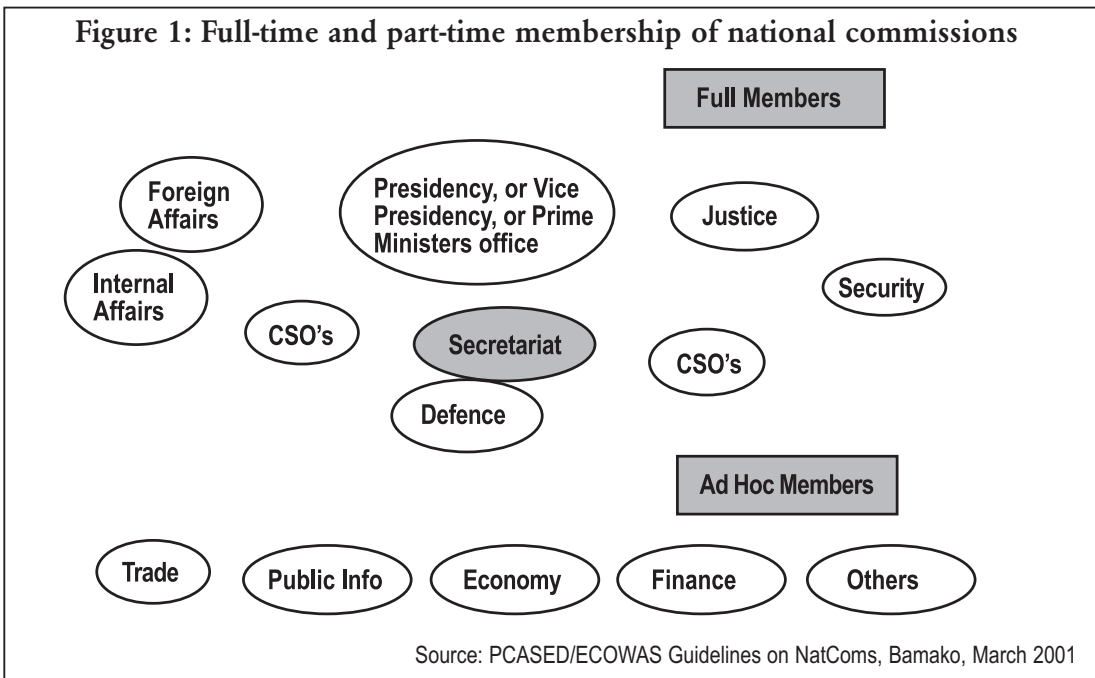 Figure 1: Full-time and part-time membership of national commissions
Full Members
Foreign
Affairs
Presidency, or Vice
Presidency, or Prime
Ministers office
Justice
Internal
Affairs
Security
CSO's
Secretariat
CSO's
Defence
Ad Hoc Members
Trade
Public Info
Economy
Finance
Others
Source: PCASED/ECOWAS Guidelines on NatComs, Bamako, March 2001